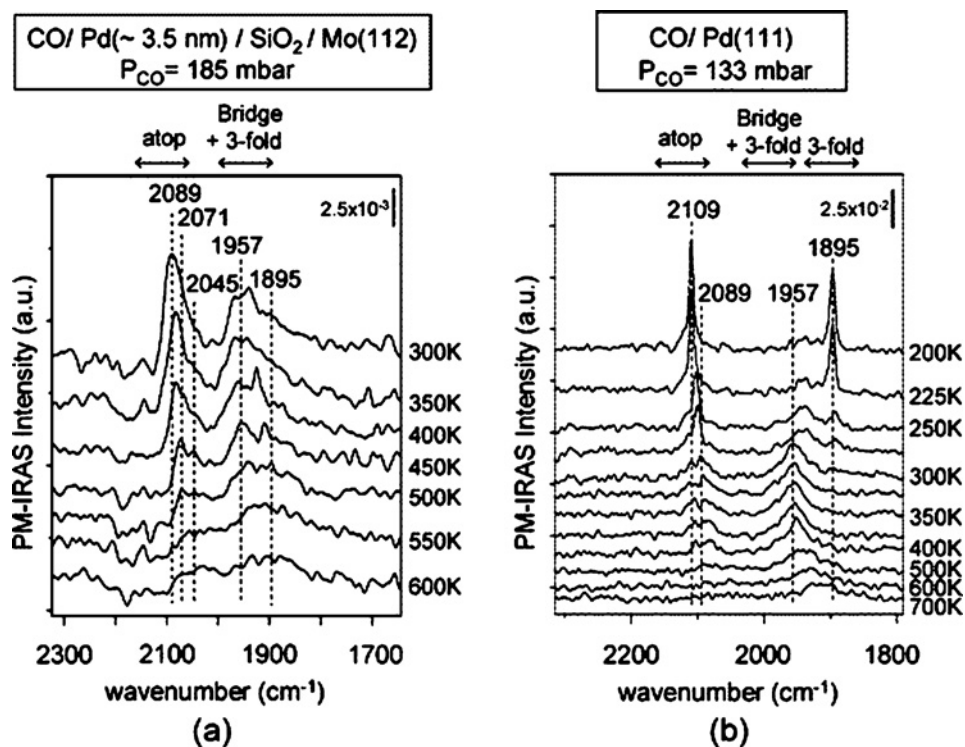 CO/ Pd(~ 3.5 nm) / SiO2 / Mo(112)
PCO= 185 mbar
Bridge
atop + 3-fold
2089
2071
2.5x10-3
1957
2045 1895
300K
350K
400K
450K
500K
550K
600K
PM-IRAS Intensity (a.u.)
2300 2100 1900 1700
wavenumber (cm-1)
(a)
CO/ Pd(111)
PCO= 133 mbar
Bridge
atop + 3-fold 3-fold
2.5x10-2
2109 1895
2089 1957
200K
225K
250K
300K
350K
400K
500K
600K
700K
PM-IRAS Intensity (a.u.)
2200 2000 1800
wavenumber (cm-1)
(b)